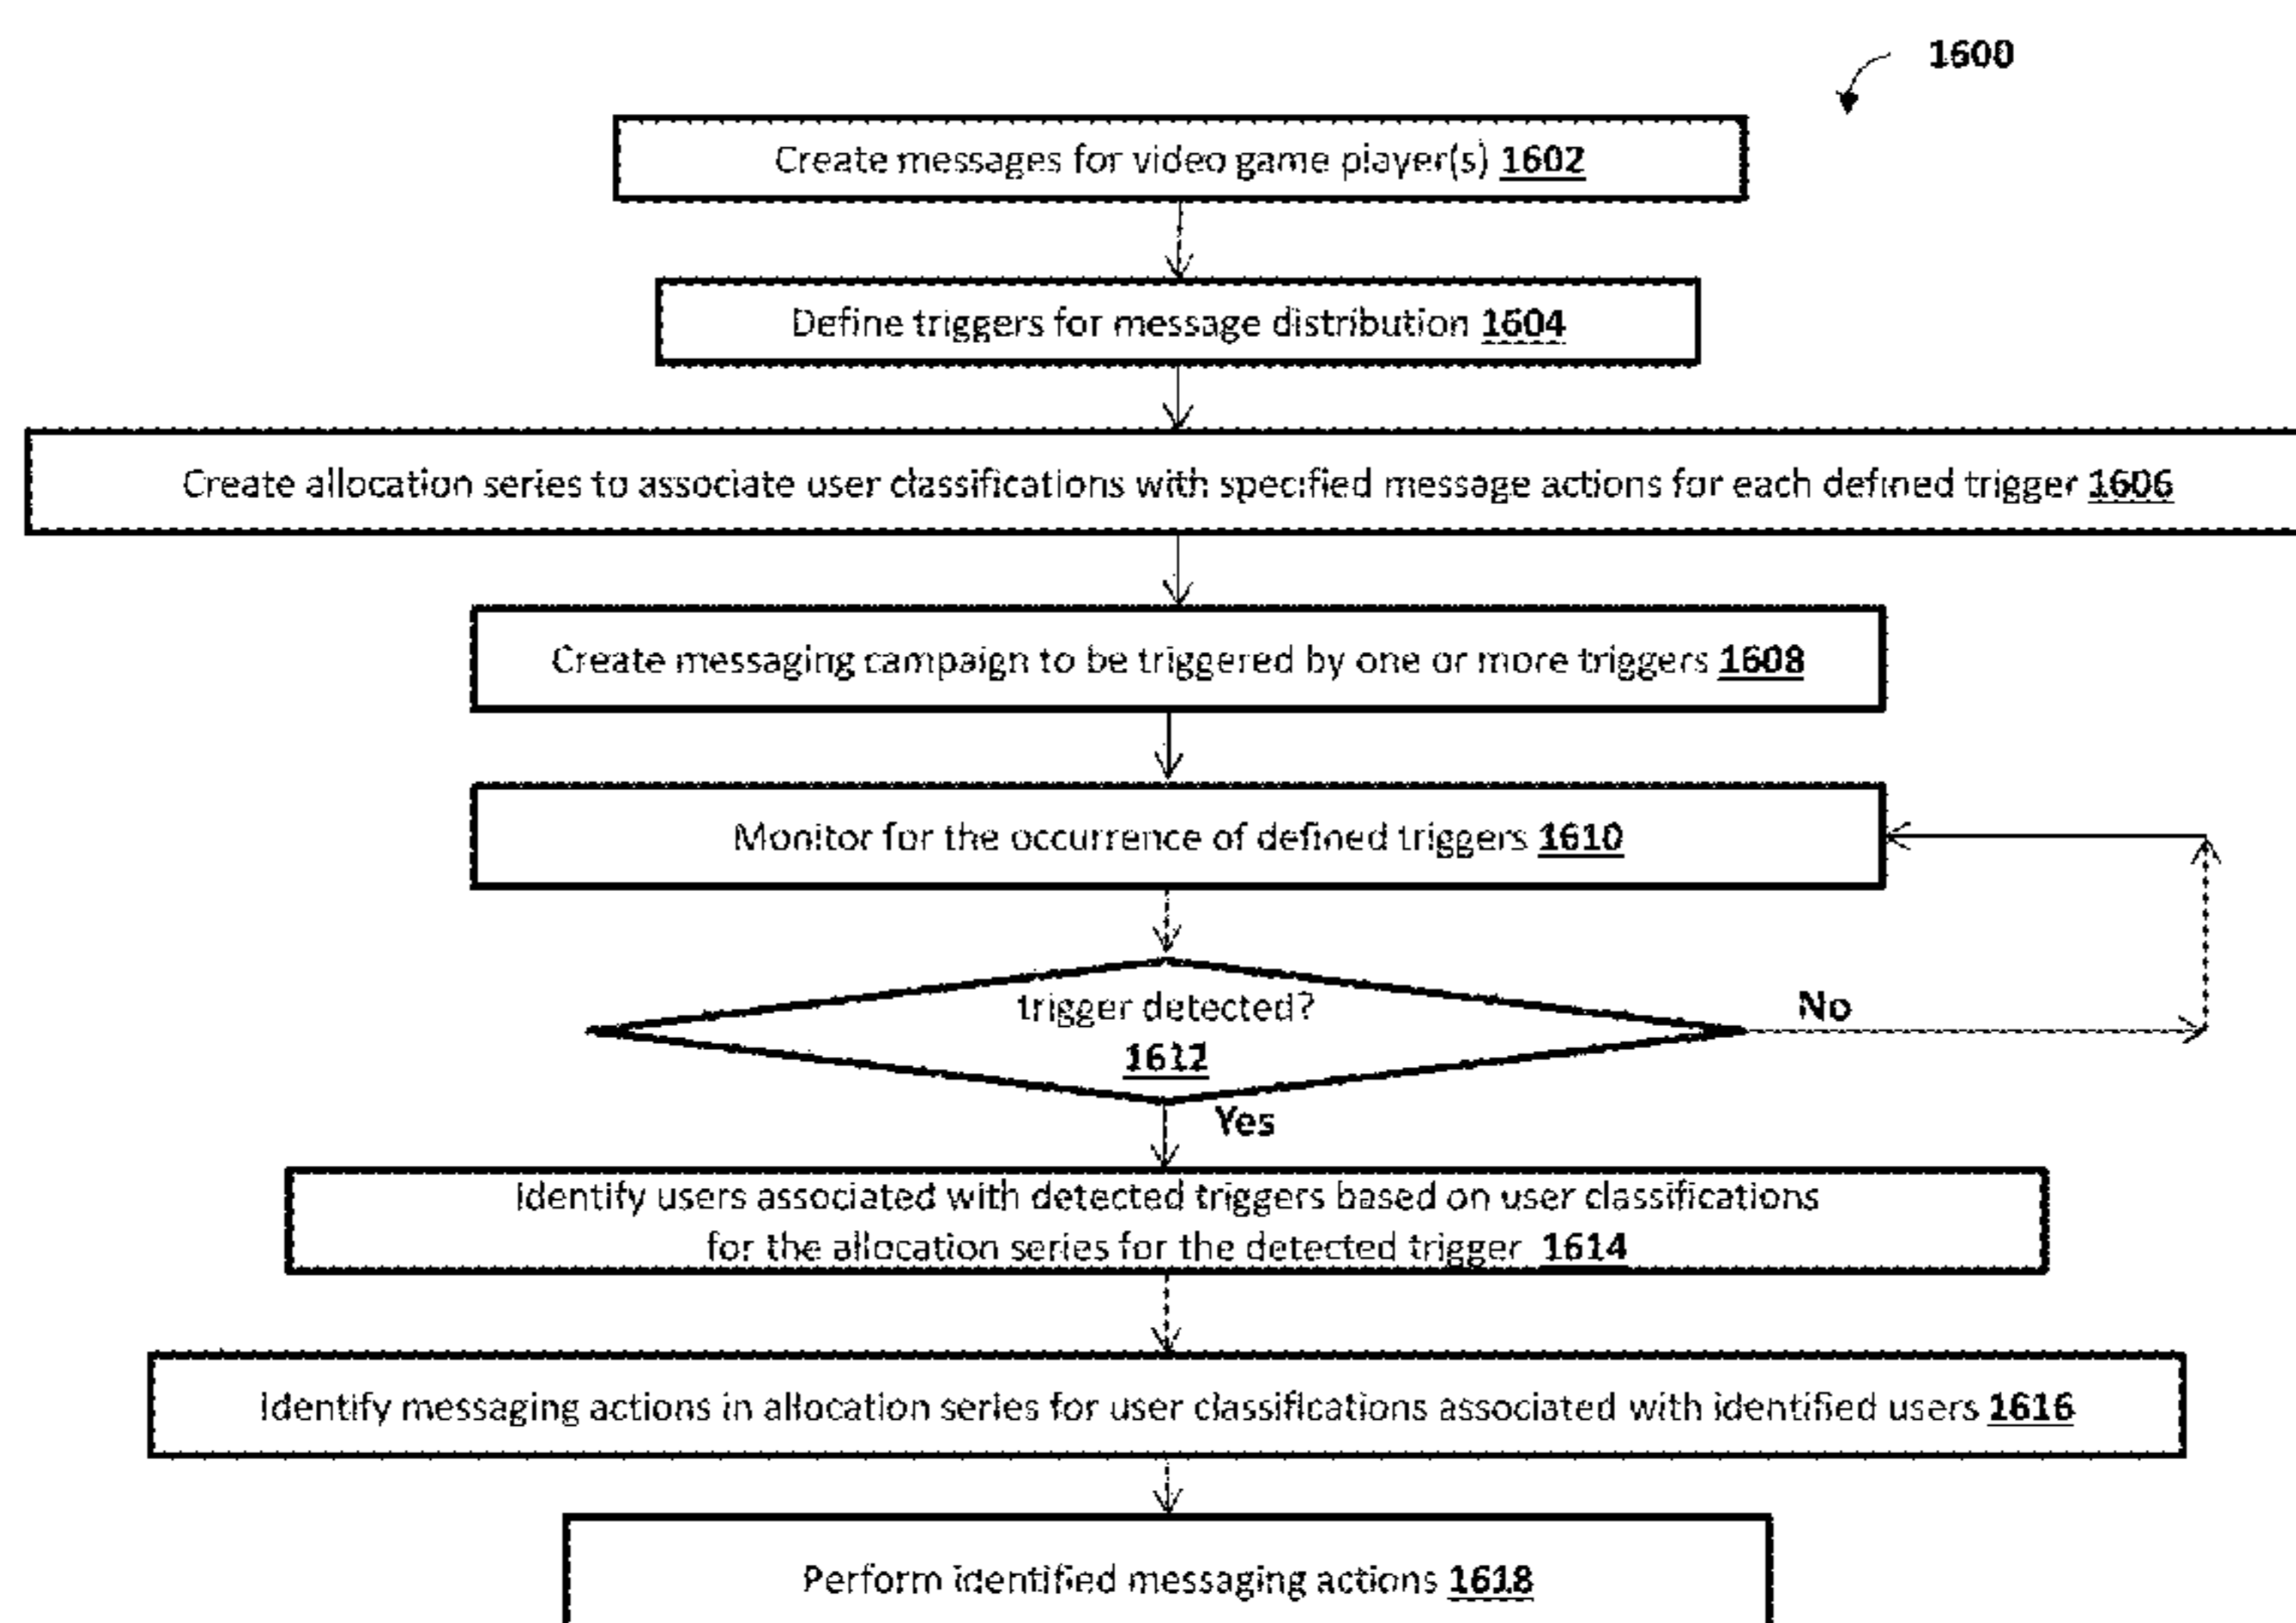 1600
Create messages for video game player(s) 1602
Define triggers for message distribution 1604
Create allocation series to associate user classifications with specified message actions for each defined trigger 1606
Create messaging campaign to be triggered by one or more triggers 1608
Monitor for the occurrence of defined triggers 1610
trigger detected?
1612
No
Yes
Identify users associated with detected triggers based on user classifications
for the allocation series for the detected trigger 1614
Identify messaging actions in allocation series for user classifications associated with identified users 1616
Perform identified messaging actions 1618